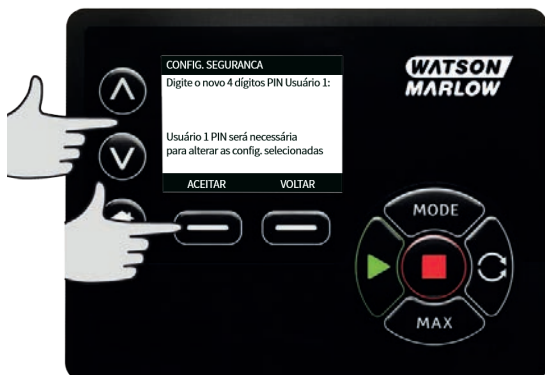 CONFIG. SEGURANCA
Digite o novo 4 dígitos PIN Usuário 1:
Usuário 1 PIN será necessária
para alterar as config. selecionadas
ACEITAR VOLTAR
WATSON
MARLOW
MODE
MAX